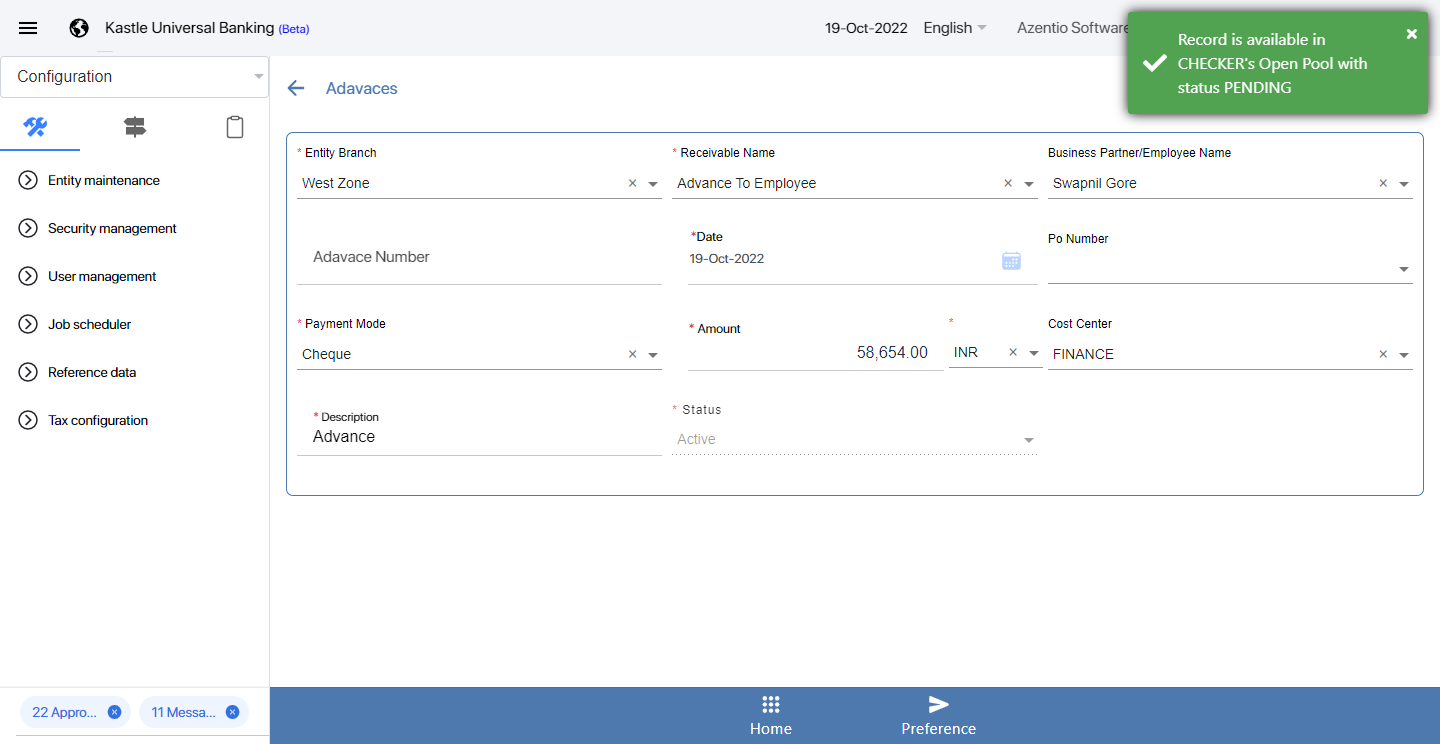 Kastle Universal Banking (Beta)
19-Oct-2022
English
Azentio Software
Record is available in
CHECKER's Open Pool with
status PENDING
Configuration
Adavaces
Entity maintenance
Security management
User management
Job scheduler
Reference data
Tax configuration
* Entity Branch
West Zone
* Receivable Name
Advance To Employee
Business Partner/Employee Name
Swapnil Gore
Adavace Number
*Date
19-Oct-2022
Po Number
* Payment Mode
Cheque
* Amount
58,654.00
*
INR
Cost Center
FINANCE
* Description
Advance
* Status
Active
22 Appro...
11 Messa...
Home
Preference